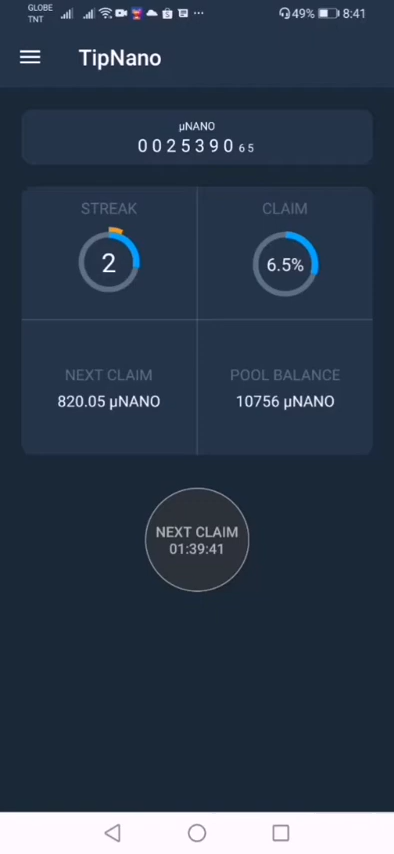 GLOBE
TNT
49% 8:41
TipNano
µNANO
0025390 65
STREAK
2
CLAIM
6.5%
NEXT CLAIM
820.05 µNANO
POOL BALANCE
10756 µNANO
NEXT CLAIM
01:39:41